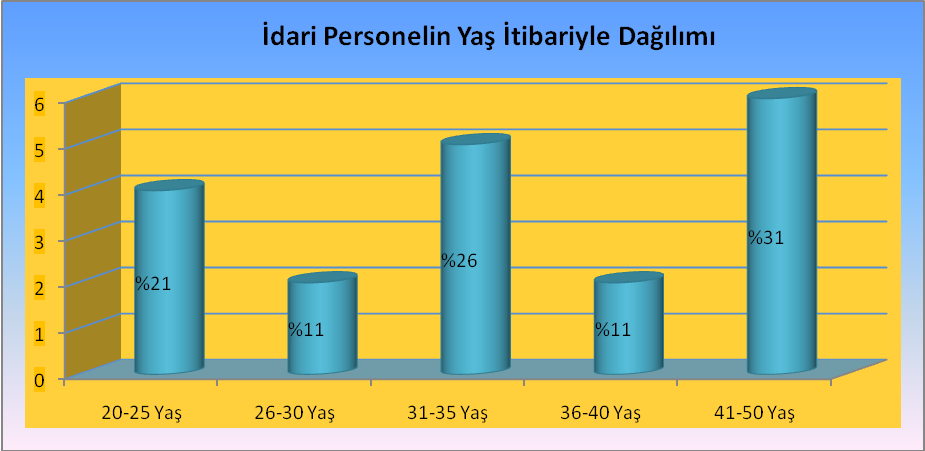 İdari Personelin Yaş İtibariyle Dağılımı
6
5
4
3
2
1
0
%21
%11
%26
%11
%31
20-25 Yaş
26-30 Yaş
31-35 Yaş
36-40 Yaş
41-50 Yaş